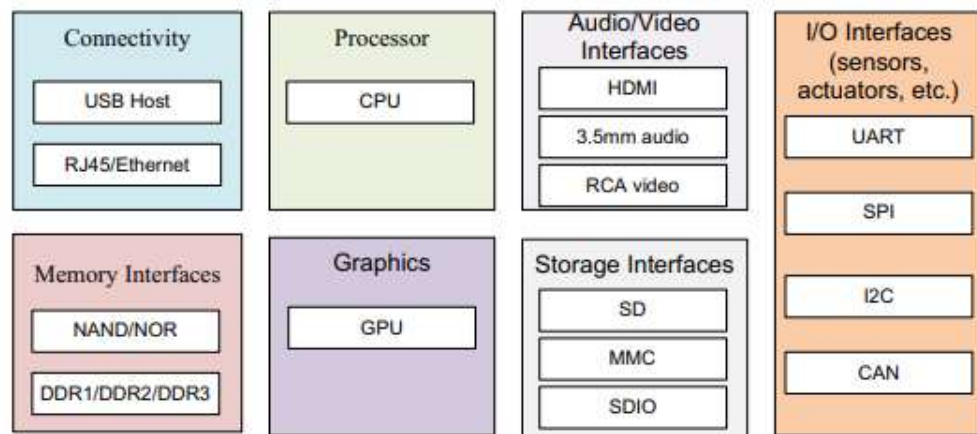 Connectivity
USB Host
RJ45/Ethernet
Processor
CPU
Audio/Video
Interfaces
HDMI
3.5mm audio
RCA video
I/O Interfaces
(sensors,
actuators, etc.)
UART
SPI
I2C
CAN
Memory Interfaces
NAND/NOR
DDR1/DDR2/DDR3
Graphics
GPU
Storage Interfaces
SD
MMC
SDIO